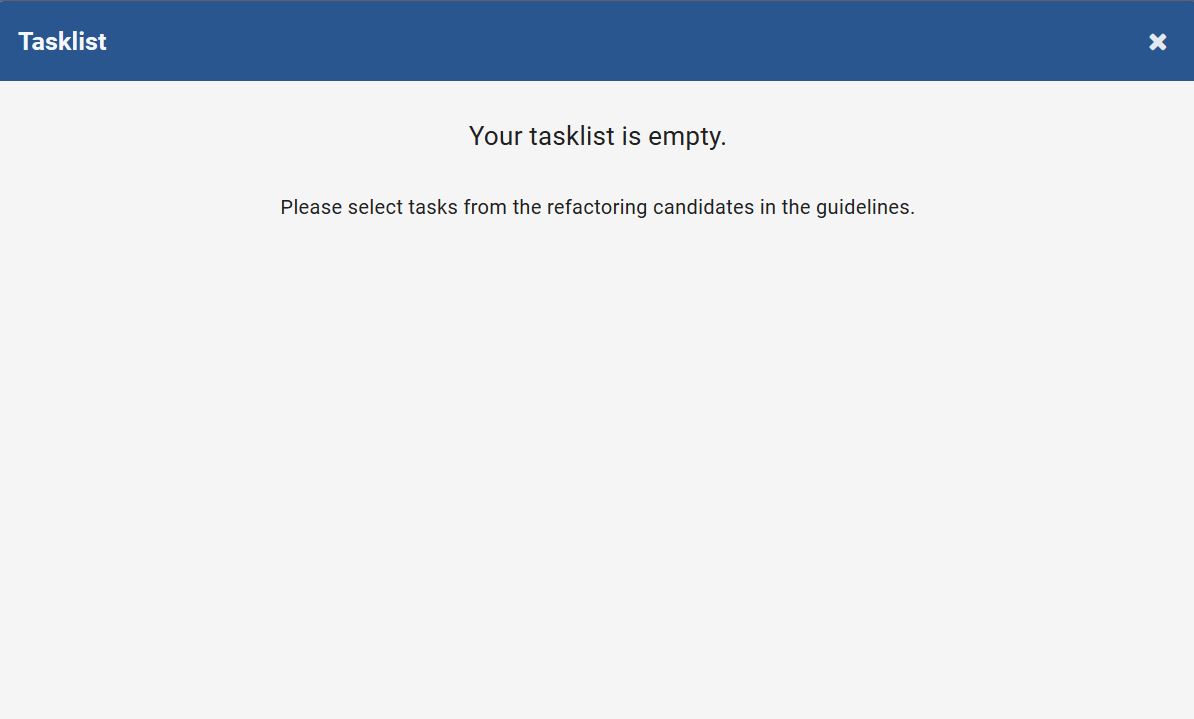 Tasklist
Your tasklist is empty.
Please select tasks from the refactoring candidates in the guidelines.